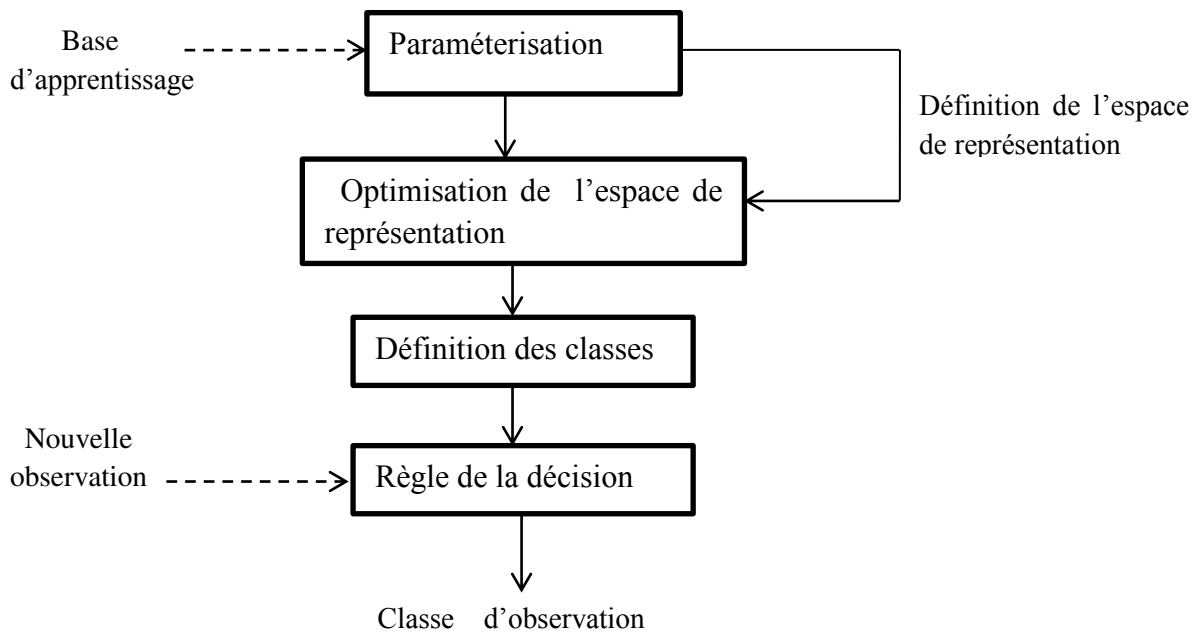 Base
d’apprentissage
Paraméterisation
Définition de l’espace
de représentation
Optimisation de l’espace de
représentation
Définition des classes
Nouvelle
observation
Règle de la décision
Classe d’observation